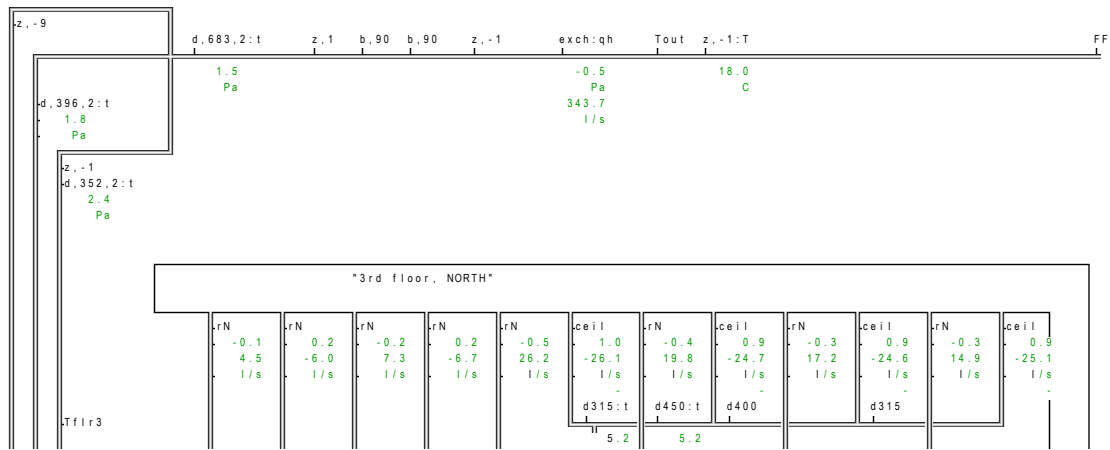 z,-9
d,683,2:t z,1 b,90 b,90 z,-1 exch:qh Tout z,-1:T FF
1.5 -0.5 18.0
Pa Pa C
343.7
l/s
d,396,2:t
1.8
Pa
z,-1
d,352,2:t
2.4
Pa
"3rd floor, NORTH"
rN rN rN rN rN ceil rN ceil rN ceil rN ceil
-0.1 0.2 -0.2 0.2 -0.5 1.0 -0.4 0.9 -0.3 0.9 -0.3 0.9
4.5 -6.0 7.3 -6.7 26.2 -26.1 19.8 -24.7 17.2 -24.6 14.9 -25.1
l/s l/s l/s l/s l/s l/s l/s l/s l/s l/s l/s l/s
- - - -
d315:t d450:t d400 d315
Tflr3
5.2 5.2